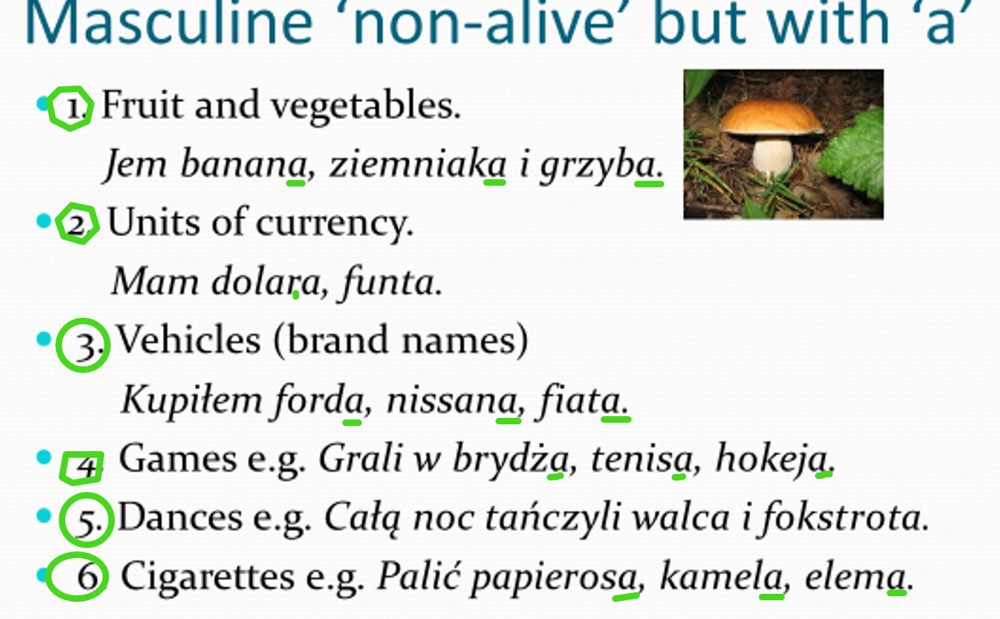 Masculine ‘non-alive’ but with ‘a’
1. Fruit and vegetables.
Jem banana, ziemniaka i grzyba.
2. Units of currency.
Mam dolara, funta.
3. Vehicles (brand names)
Kupiłem forda, nissana, fiata.
4. Games e.g. Grali w brydża, tenisa, hokeja.
5. Dances e.g. Całą noc tańczyli walca i fokstrota.
6. Cigarettes e.g. Palić papierosa, kamela, elema.